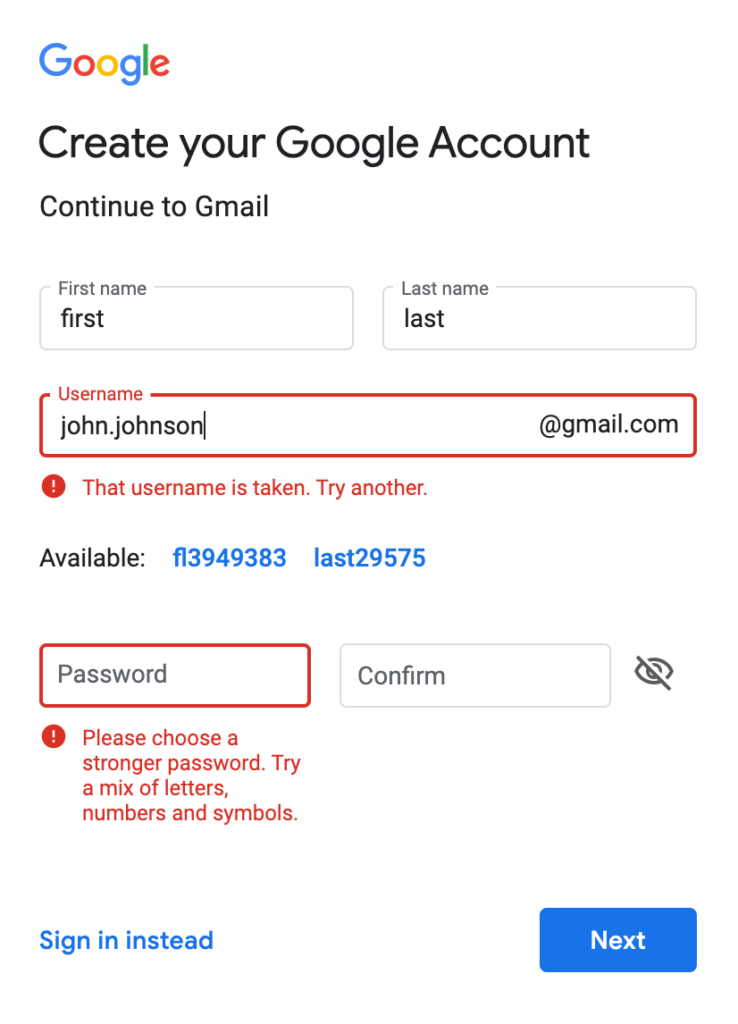 Google
Create your Google Account
Continue to Gmail
First name Last name
first last
Username
john.johnson @gmail.com
! That username is taken. Try another.
Available: fl3949383 last29575
Password Confirm
! Please choose a
stronger password. Try
a mix of letters,
numbers and symbols.
Sign in instead Next